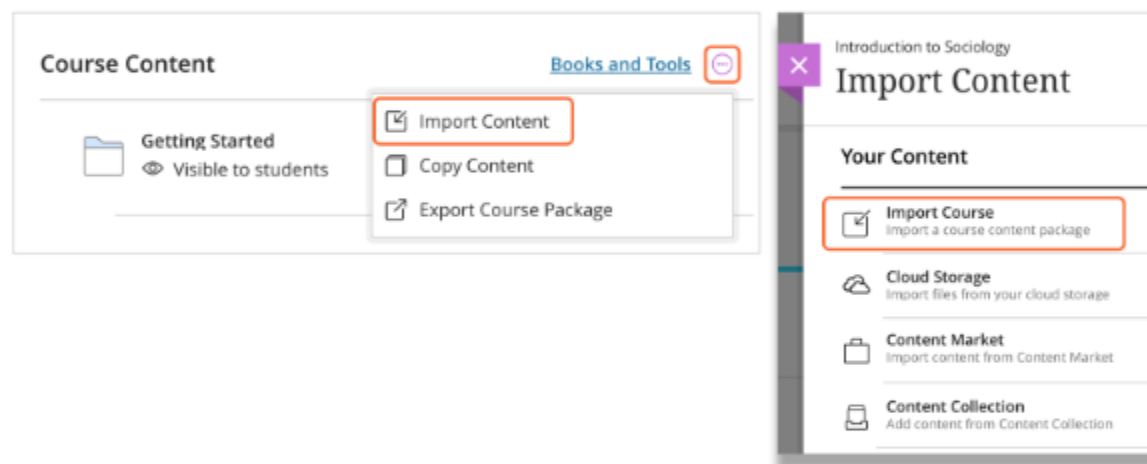 Course Content
Books and Tools
Import Content
Getting Started
Visible to students
Copy Content
Export Course Package
Introduction to Sociology
Import Content
Your Content
Import Course
Import a course content package
Cloud Storage
Import files from your cloud storage
Content Market
Import content from Content Market
Content Collection
Add content from Content Collection